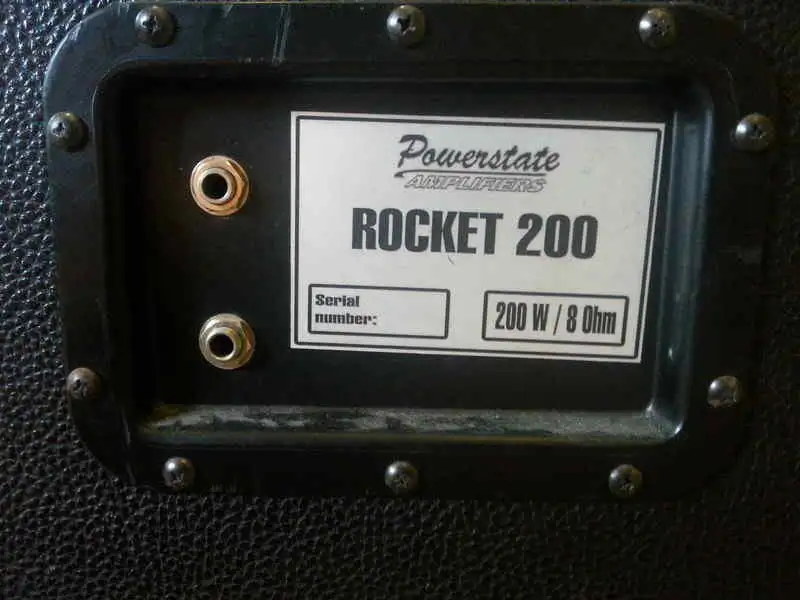 Powerstate
AMPLIFIERS
ROCKET 200
Serial
number:
200 W / 8 Ohm